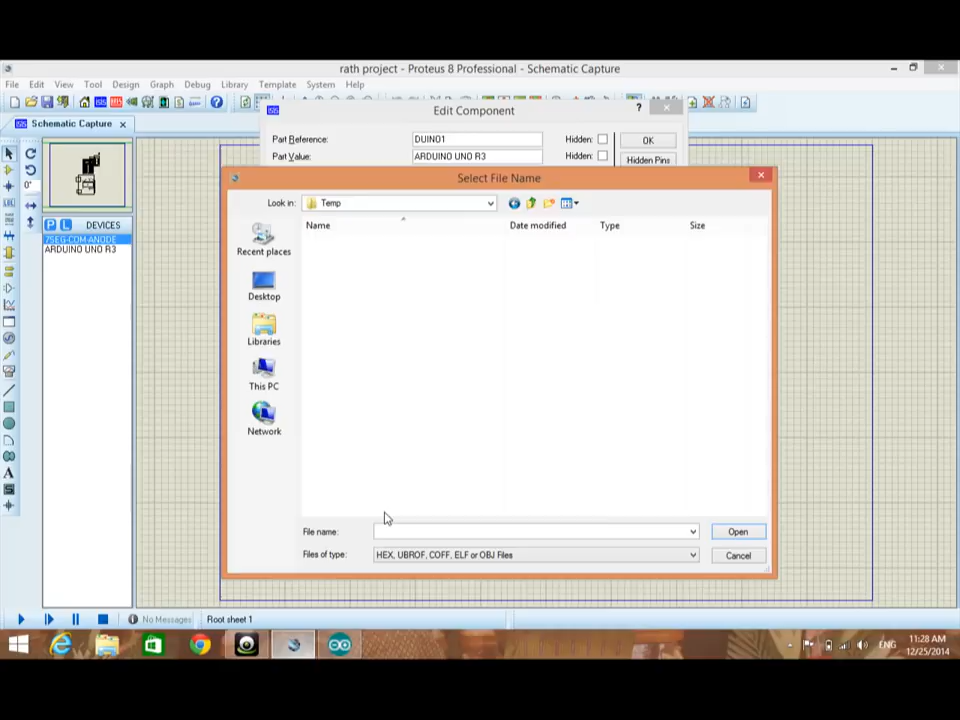 rath project - Proteus 8 Professional - Schematic Capture
File Edit View Tool Design Graph Debug Library Template System Help
Schematic Capture
Edit Component
Part Reference: DUINO1 Hidden: OK
Part Value: ARDUINO UNO R3 Hidden: Hidden Pins
Select File Name
Look in: Temp
Name Date modified Type Size
0°
P L DEVICES
7SEG-COM-ANODE
ARDUINO UNO R3
Recent places
Desktop
Libraries
This PC
Network
File name: Open
Files of type: HEX, UBROF, COFF, ELF or OBJ Files Cancel
No Messages Root sheet 1
ENG 11:28 AM
12/25/2014